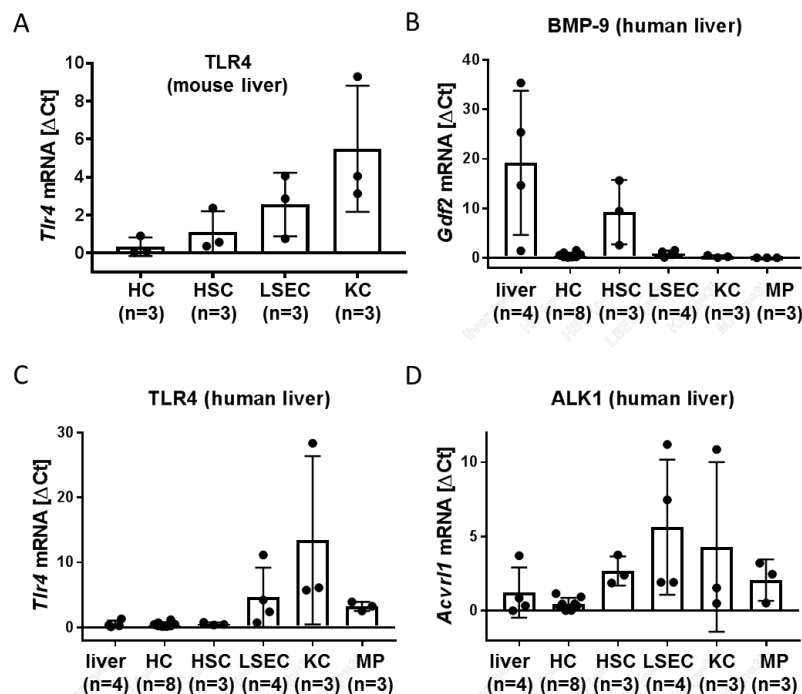 A
TLR4
(mouse liver)
Tlr4 mRNA [ΔCt]
10
8
6
4
2
0
HC HSC LSEC KC
(n=3) (n=3) (n=3) (n=3)
B
BMP-9 (human liver)
Gdf2 mRNA [ΔCt]
40
30
20
10
0
liver HC HSC LSEC KC MP
(n=4) (n=8) (n=3) (n=4) (n=3) (n=3)
C
TLR4 (human liver)
Tlr4 mRNA [ΔCt]
30
20
10
0
liver HC HSC LSEC KC MP
(n=4) (n=8) (n=3) (n=4) (n=3) (n=3)
D
ALK1 (human liver)
Acvrl1 mRNA [ΔCt]
10
5
0
liver HC HSC LSEC KC MP
(n=4) (n=8) (n=3) (n=4) (n=3) (n=3)